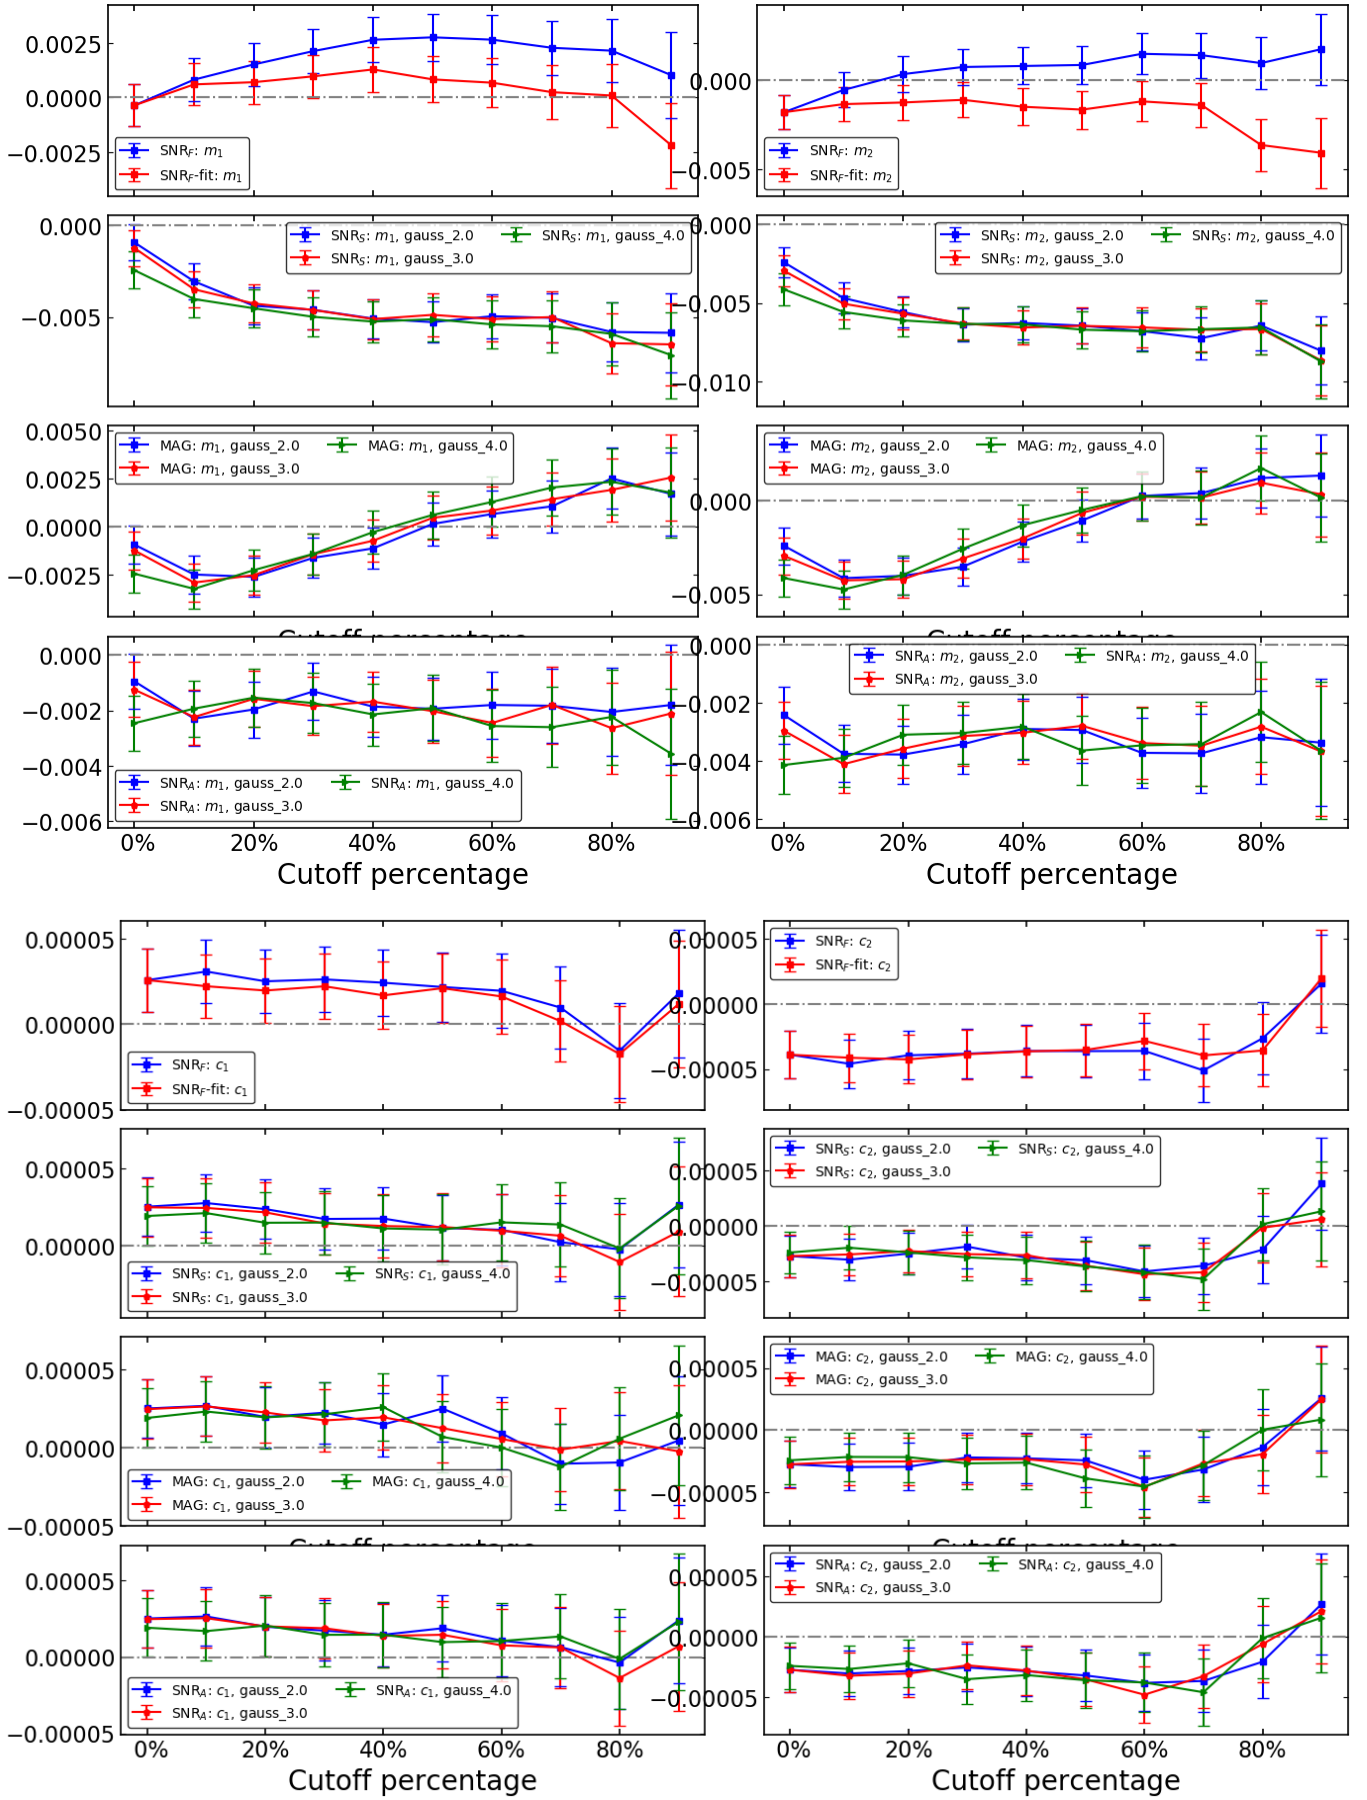 0.0025
0.0000
−0.0025
SNR_F: m_1
SNR_F-fit: m_1
0.000
−0.005
SNR_F: m_2
SNR_F-fit: m_2
0.000
−0.005
SNR_S: m_1, gauss_2.0
SNR_S: m_1, gauss_4.0
SNR_S: m_1, gauss_3.0
0.000
−0.005
−0.010
SNR_S: m_2, gauss_2.0
SNR_S: m_2, gauss_4.0
SNR_S: m_2, gauss_3.0
0.0050
0.0025
0.0000
−0.0025
MAG: m_1, gauss_2.0
MAG: m_1, gauss_4.0
MAG: m_1, gauss_3.0
0.000
−0.005
MAG: m_2, gauss_2.0
MAG: m_2, gauss_4.0
MAG: m_2, gauss_3.0
Cutoff percentage
Cutoff percentage
0.000
−0.002
−0.004
−0.006
SNR_A: m_1, gauss_2.0
SNR_A: m_1, gauss_4.0
SNR_A: m_1, gauss_3.0
0% 20% 40% 60% 80%
Cutoff percentage
0.000
−0.002
−0.004
−0.006
SNR_A: m_2, gauss_2.0
SNR_A: m_2, gauss_4.0
SNR_A: m_2, gauss_3.0
0% 20% 40% 60% 80%
Cutoff percentage
0.00005
0.00000
−0.00005
SNR_F: c_1
SNR_F-fit: c_1
0.00005
0.00000
−0.00005
SNR_F: c_2
SNR_F-fit: c_2
0.00005
0.00000
SNR_S: c_1, gauss_2.0
SNR_S: c_1, gauss_4.0
SNR_S: c_1, gauss_3.0
0.00005
0.00000
−0.00005
SNR_S: c_2, gauss_2.0
SNR_S: c_2, gauss_4.0
SNR_S: c_2, gauss_3.0
0.00005
0.00000
−0.00005
MAG: c_1, gauss_2.0
MAG: c_1, gauss_4.0
MAG: c_1, gauss_3.0
0.00005
0.00000
−0.00005
MAG: c_2, gauss_2.0
MAG: c_2, gauss_4.0
MAG: c_2, gauss_3.0
Cutoff percentage
Cutoff percentage
0.00005
0.00000
−0.00005
SNR_A: c_1, gauss_2.0
SNR_A: c_1, gauss_4.0
SNR_A: c_1, gauss_3.0
0% 20% 40% 60% 80%
Cutoff percentage
0.00005
0.00000
−0.00005
SNR_A: c_2, gauss_2.0
SNR_A: c_2, gauss_4.0
SNR_A: c_2, gauss_3.0
0% 20% 40% 60% 80%
Cutoff percentage